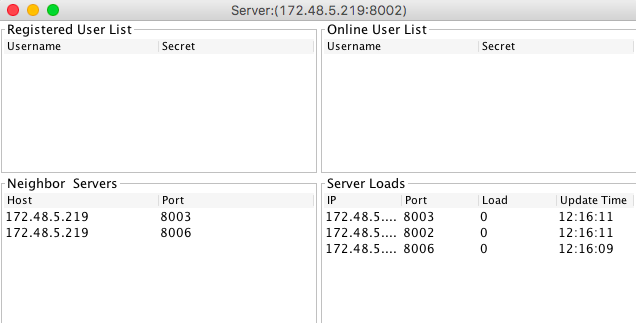 Server:(172.48.5.219:8002)
Registered User List
Username Secret
Online User List
Username Secret
Neighbor Servers
Host Port
172.48.5.219 8003
172.48.5.219 8006
Server Loads
IP Port Load Update Time
172.48.5.... 8003 0 12:16:11
172.48.5.... 8002 0 12:16:11
172.48.5.... 8006 0 12:16:09